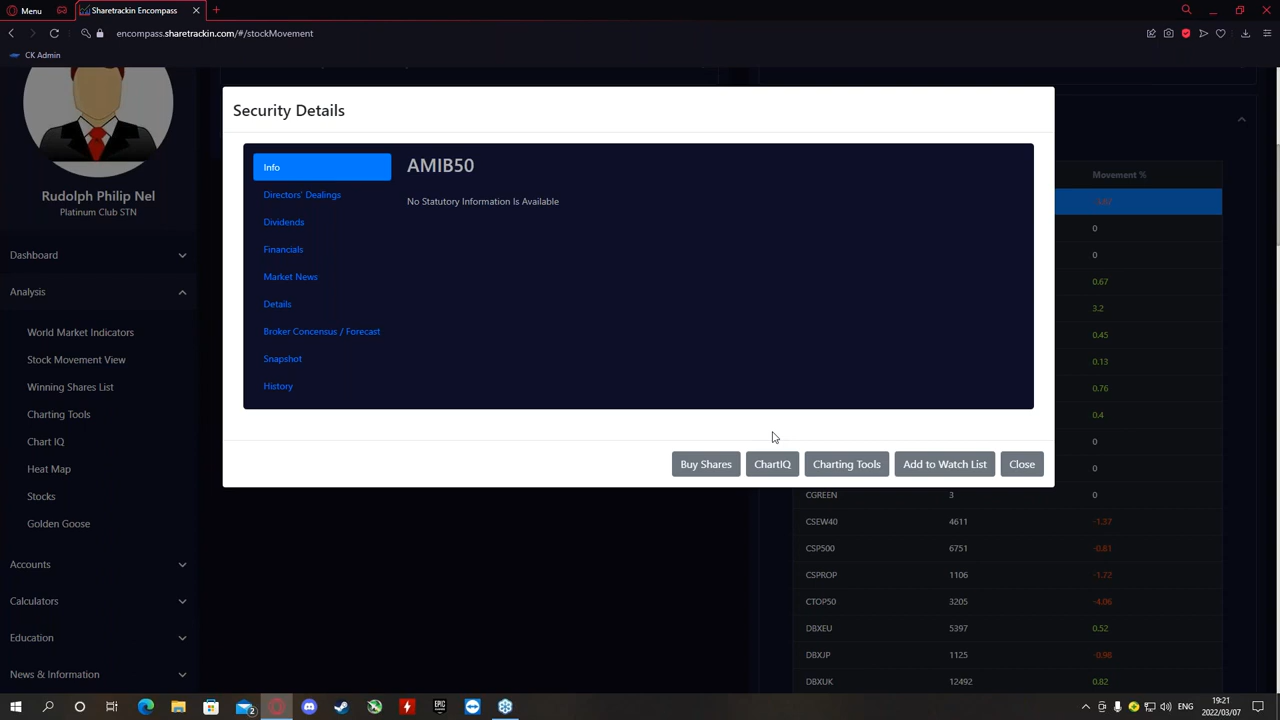 Menu
Sharetrackin Encompass
encompass.sharetrackin.com/#/stockMovement
CK Admin
Rudolph Philip Nel
Platinum Club STN
Dashboard
Analysis
World Market Indicators
Stock Movement View
Winning Shares List
Charting Tools
Chart IQ
Heat Map
Stocks
Golden Goose
Accounts
Calculators
Education
News & Information
Security Details
Info
Directors' Dealings
Dividends
Financials
Market News
Details
Broker Concensus / Forecast
Snapshot
History
AMIB50
No Statutory Information Is Available
Buy Shares
ChartIQ
Charting Tools
Add to Watch List
Close
Movement %
0
0
0.67
3.2
0.45
0.13
0.76
0.4
0
0
CGREEN 3 0
CSEW40 4611 -1.37
CSP500 6751 -0.81
CSPROP 1106 -1.72
CTOP50 3205 -4.06
DBXEU 5397 0.52
DBXJP 1125 -0.98
DBXUK 12492 0.82
ENG
19:21
2022/03/07